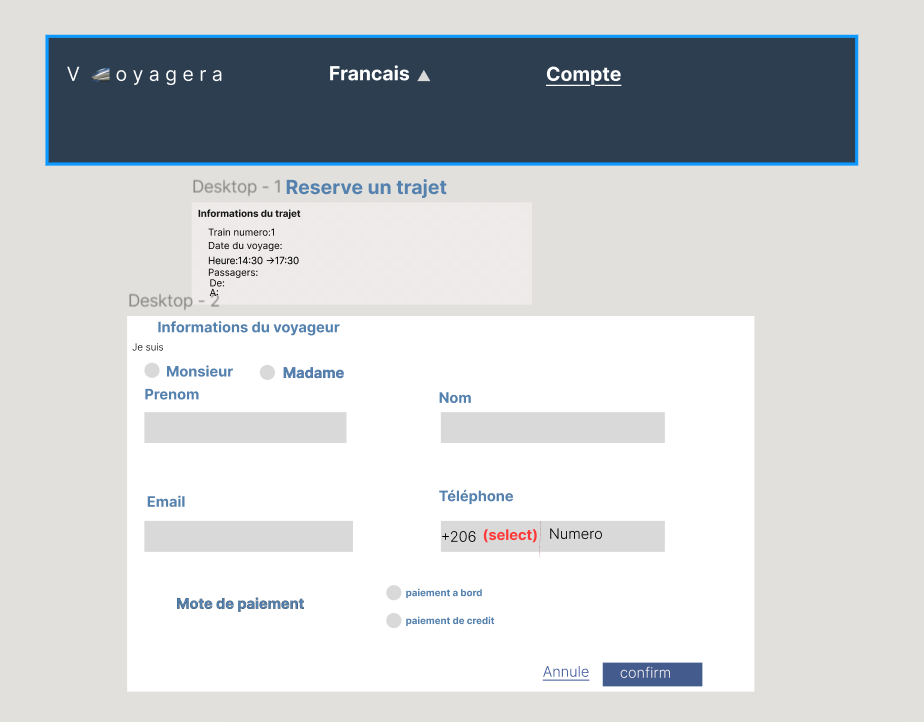 V oyagera
Francais
Compte
Desktop - 1
Reserve un trajet
Informations du trajet
Train numero:1
Date du voyage:
Heure:14:30 →17:30
Passagers:
De:
A:
Desktop - 2
Informations du voyageur
Je suis
Monsieur
Madame
Prenom
Nom
Email
Téléphone
+206 (select) Numero
Mote de paiement
paiement a bord
paiement de credit
Annule
confirm